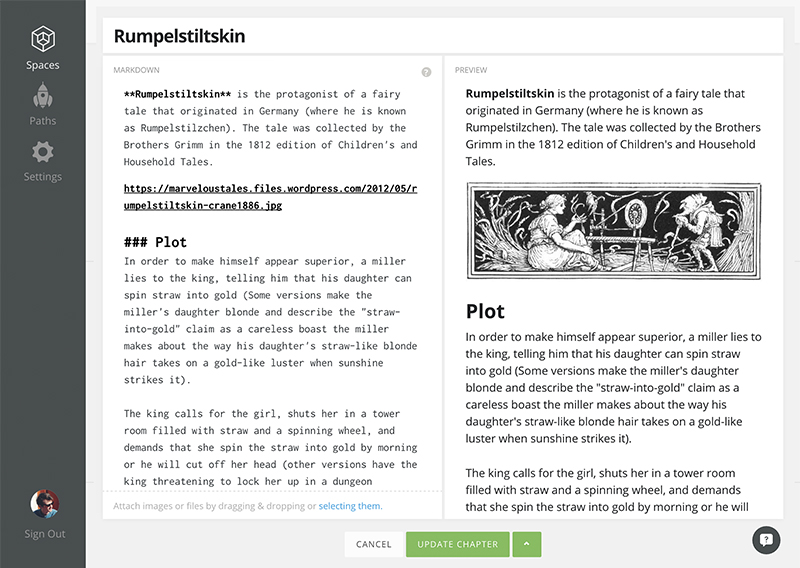 Spaces
Paths
Settings
Sign Out
Rumpelstiltskin
MARKDOWN
?
**Rumpelstiltskin** is the protagonist of a fairy
tale that originated in Germany (where he is known
as Rumpelstilzchen). The tale was collected by the
Brothers Grimm in the 1812 edition of Children's and
Household Tales.
https://marveloustales.files.wordpress.com/2012/05/r
umpelstiltskin-crane1886.jpg
### Plot
In order to make himself appear superior, a miller
lies to the king, telling him that his daughter can
spin straw into gold (Some versions make the
miller's daughter blonde and describe the "straw-
into-gold" claim as a careless boast the miller
makes about the way his daughter's straw-like blonde
hair takes on a gold-like luster when sunshine
strikes it).
The king calls for the girl, shuts her in a tower
room filled with straw and a spinning wheel, and
demands that she spin the straw into gold by morning
or he will cut off her head (other versions have the
king threatening to lock her up in a dungeon
Attach images or files by dragging & dropping or selecting them.
PREVIEW
Rumpelstiltskin is the protagonist of a fairy tale that
originated in Germany (where he is known as
Rumpelstilzchen). The tale was collected by the Brothers
Grimm in the 1812 edition of Children's and Household
Tales.
Plot
In order to make himself appear superior, a miller lies to
the king, telling him that his daughter can spin straw
into gold (Some versions make the miller's daughter
blonde and describe the "straw-into-gold" claim as a
careless boast the miller makes about the way his
daughter's straw-like blonde hair takes on a gold-like
luster when sunshine strikes it).
The king calls for the girl, shuts her in a tower room
filled with straw and a spinning wheel, and demands
that she spin the straw into gold by morning or he will
CANCEL
UPDATE CHAPTER
?